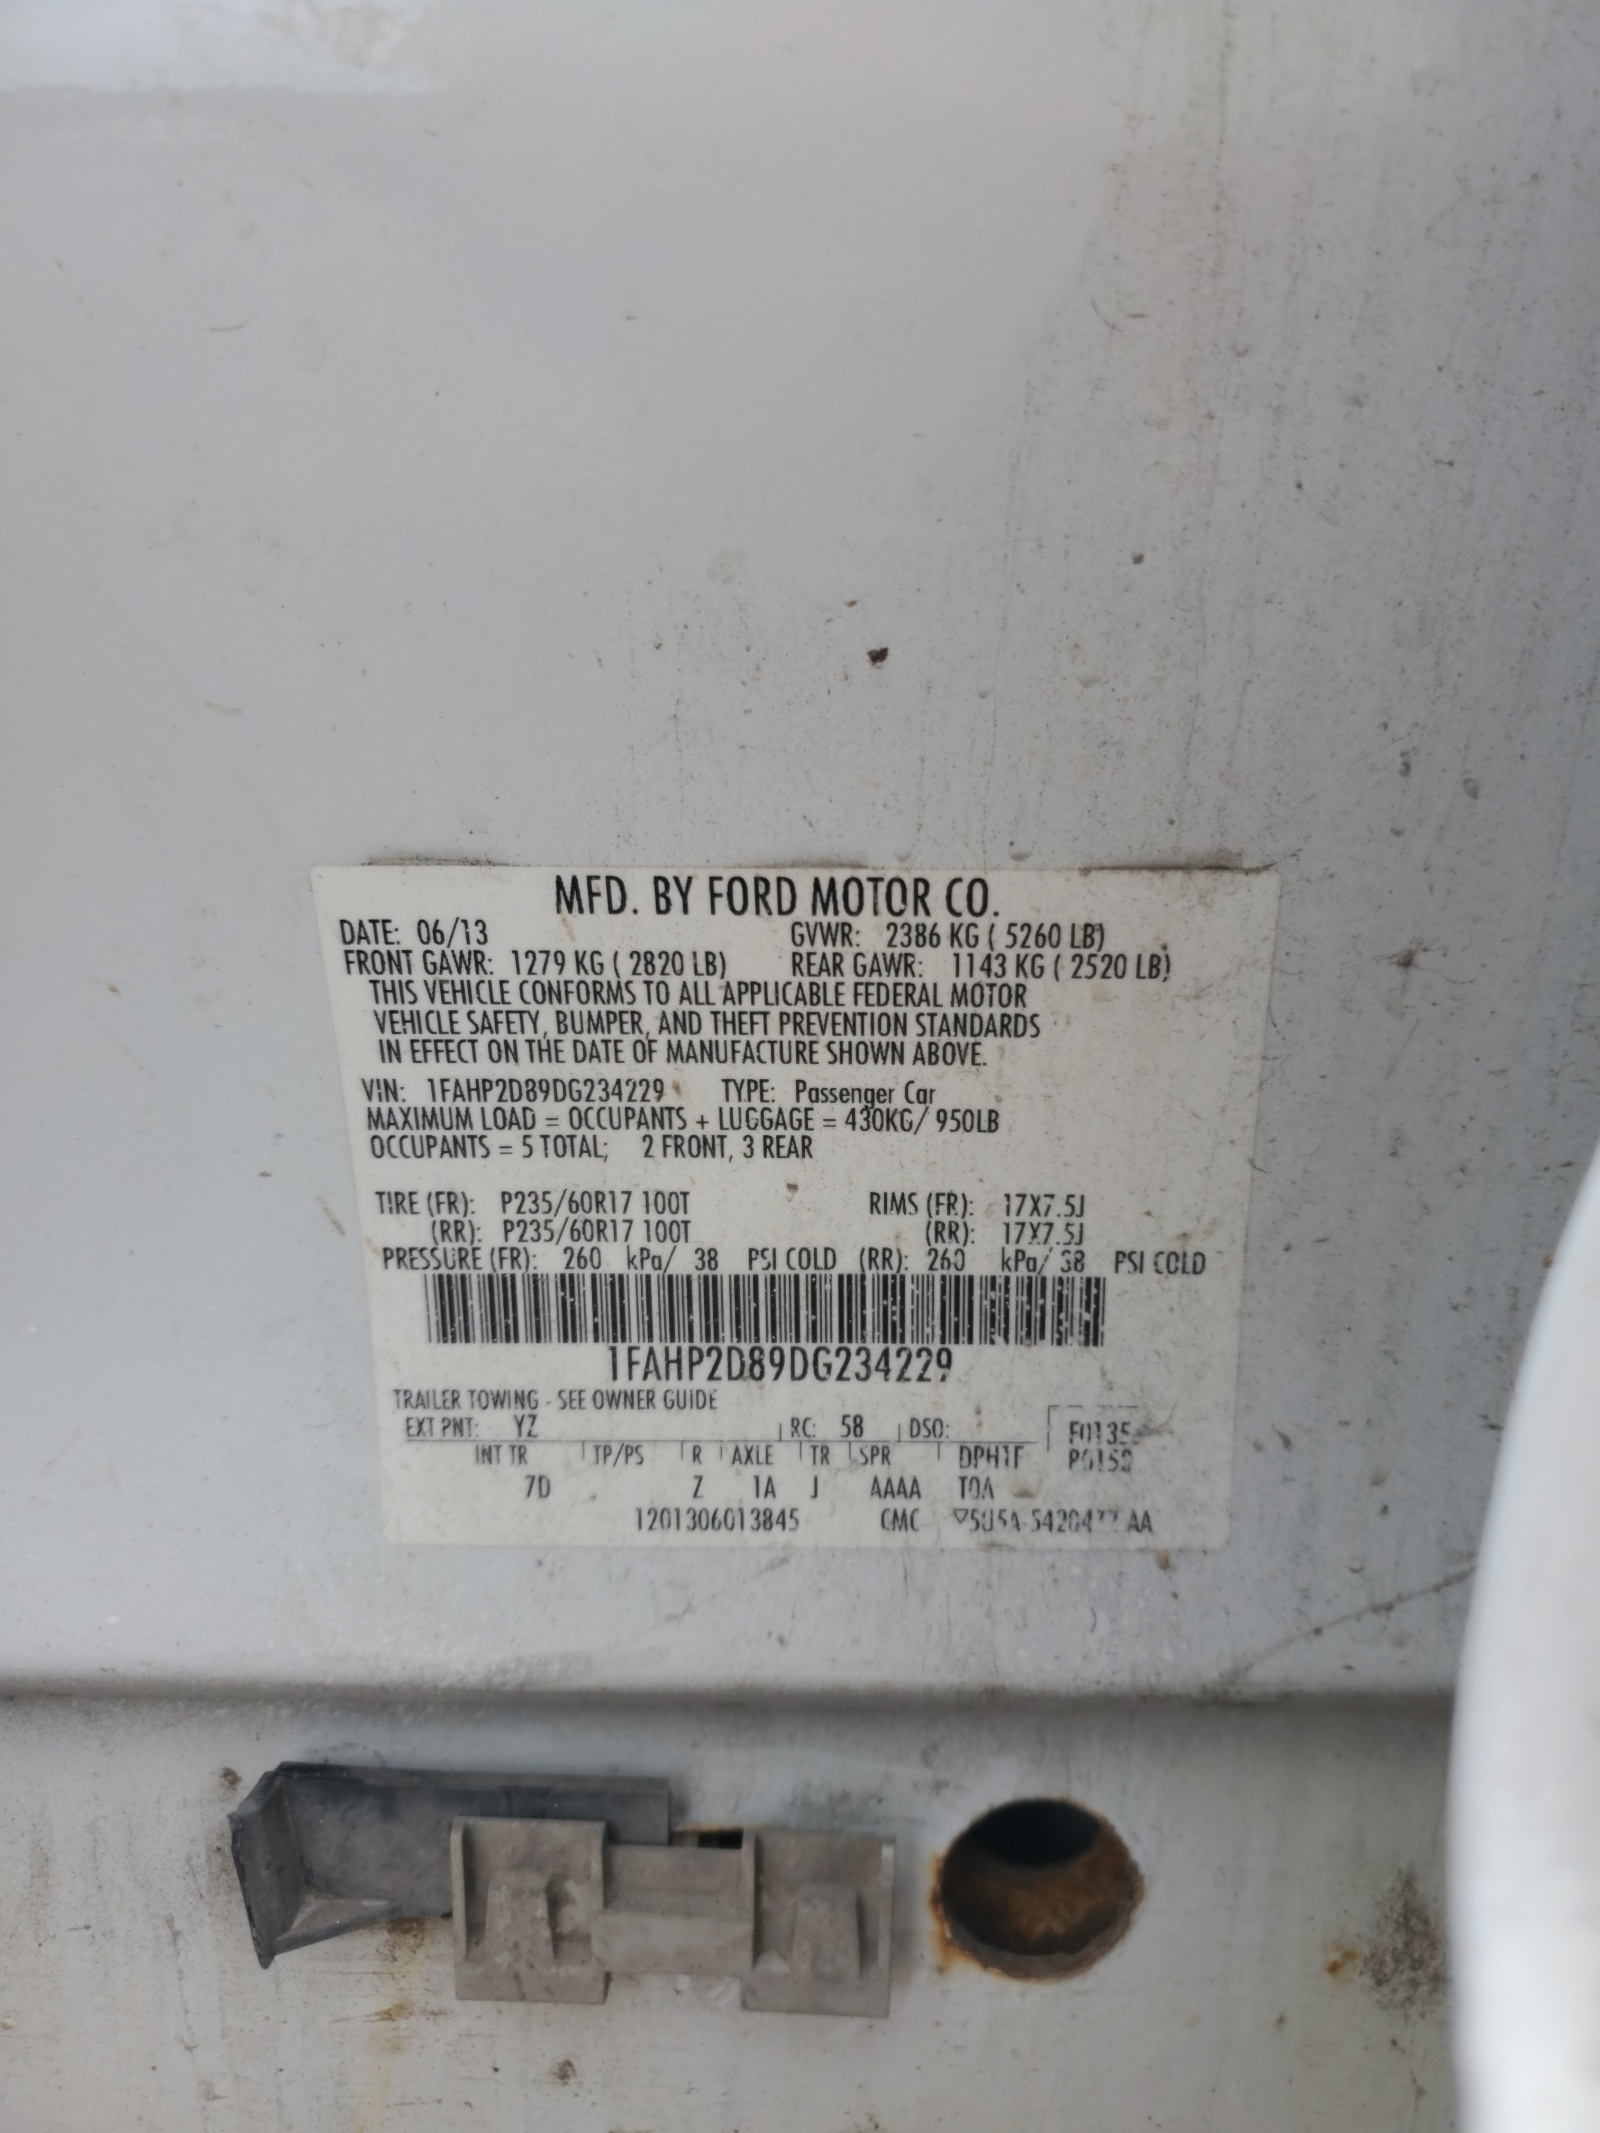 MFD. BY FORD MOTOR CO.
DATE: 06/13 GVWR: 2386 KG ( 5260 LB)
FRONT GAWR: 1279 KG ( 2820 LB) REAR GAWR: 1143 KG ( 2520 LB)
THIS VEHICLE CONFORMS TO ALL APPLICABLE FEDERAL MOTOR
VEHICLE SAFETY, BUMPER, AND THEFT PREVENTION STANDARDS
IN EFFECT ON THE DATE OF MANUFACTURE SHOWN ABOVE.
VIN: 1FAHP2D89DG234229 TYPE: Passenger Car
MAXIMUM LOAD = OCCUPANTS + LUGGAGE = 430KG/ 950LB
OCCUPANTS = 5 TOTAL; 2 FRONT, 3 REAR
TIRE (FR): P235/60R17 100T RIMS (FR): 17X7.5J
(RR): P235/60R17 100T (RR): 17X7.5J
PRESSURE (FR): 260 kPa/ 38 PSI COLD (RR): 260 kPa/ 38 PSI COLD
1FAHP2D89DG234229
TRAILER TOWING - SEE OWNER GUIDE
EXT PNT: YZ RC: 58 DSO:
INT TR TP/PS R AXLE TR SPR DPHTF
7D Z 1A J AAAA T0A
1201306013845 CMC